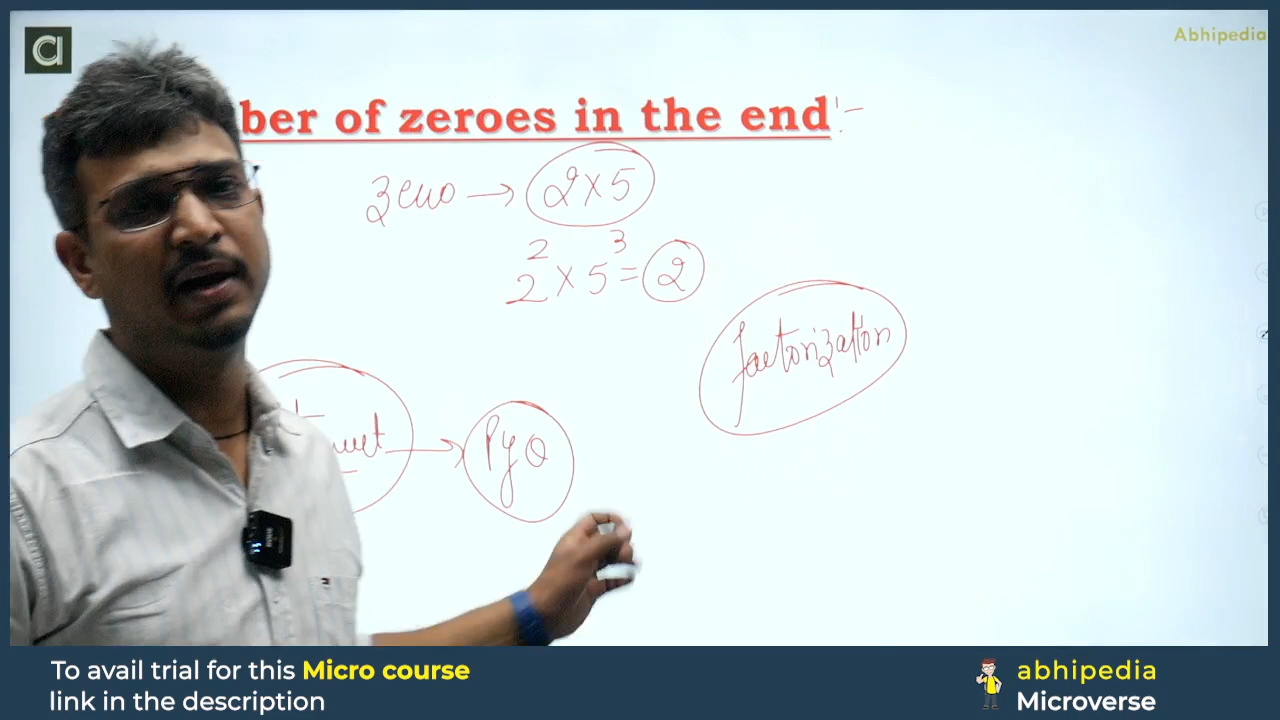 Abhipedia
ber of zeroes in the end !-
Zero → 2 x 5
2² x 5³ = 2
factorization
→ PYQ
To avail trial for this Micro course
link in the description
abhipedia
Microverse